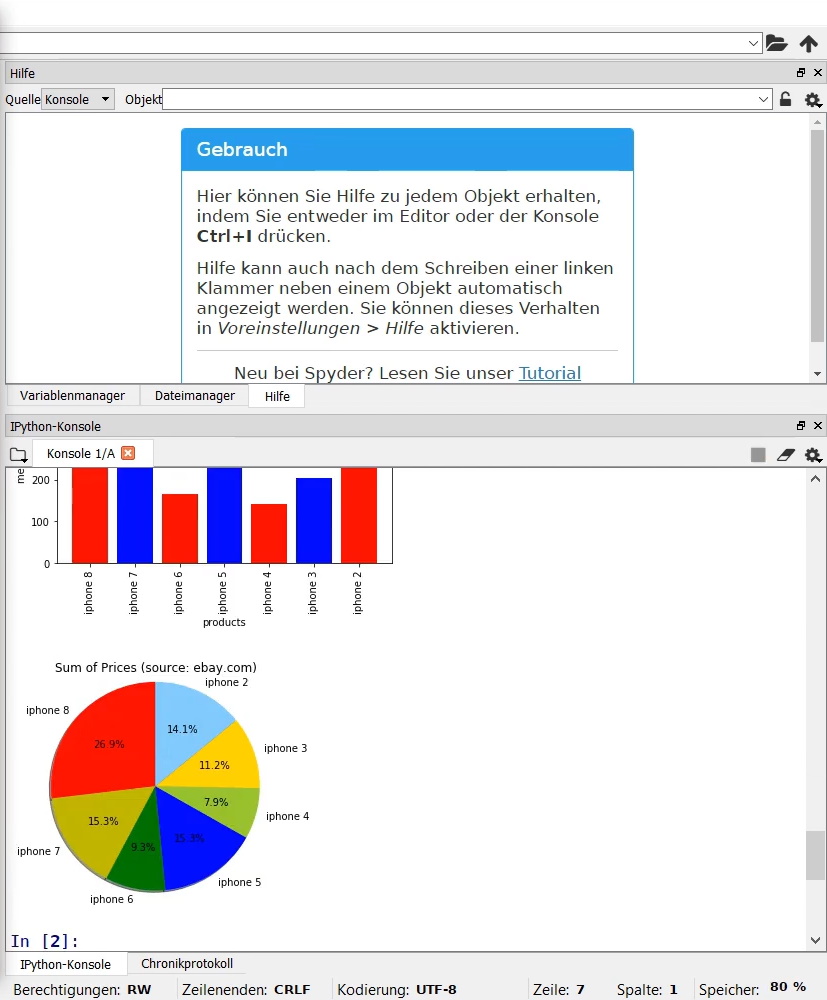 Hilfe
Quelle Konsole Objekt
Gebrauch
Hier können Sie Hilfe zu jedem Objekt erhalten,
indem Sie entweder im Editor oder der Konsole
Ctrl+I drücken.
Hilfe kann auch nach dem Schreiben einer linken
Klammer neben einem Objekt automatisch
angezeigt werden. Sie können dieses Verhalten
in Voreinstellungen > Hilfe aktivieren.
Neu bei Spyder? Lesen Sie unser Tutorial
Variablenmanager Dateimanager Hilfe
IPython-Konsole
Konsole 1/A
me
200
100
0
iphone 8 iphone 7 iphone 6 iphone 5 iphone 4 iphone 3 iphone 2
products
Sum of Prices (source: ebay.com)
iphone 2
iphone 8
14.1%
26.9%
iphone 3
11.2%
7.9%
iphone 4
15.3%
15.3%
9.3%
iphone 7
iphone 5
iphone 6
In [2]:
IPython-Konsole Chronikprotokoll
Berechtigungen: RW Zeilenenden: CRLF Kodierung: UTF-8 Zeile: 7 Spalte: 1 Speicher: 80 %